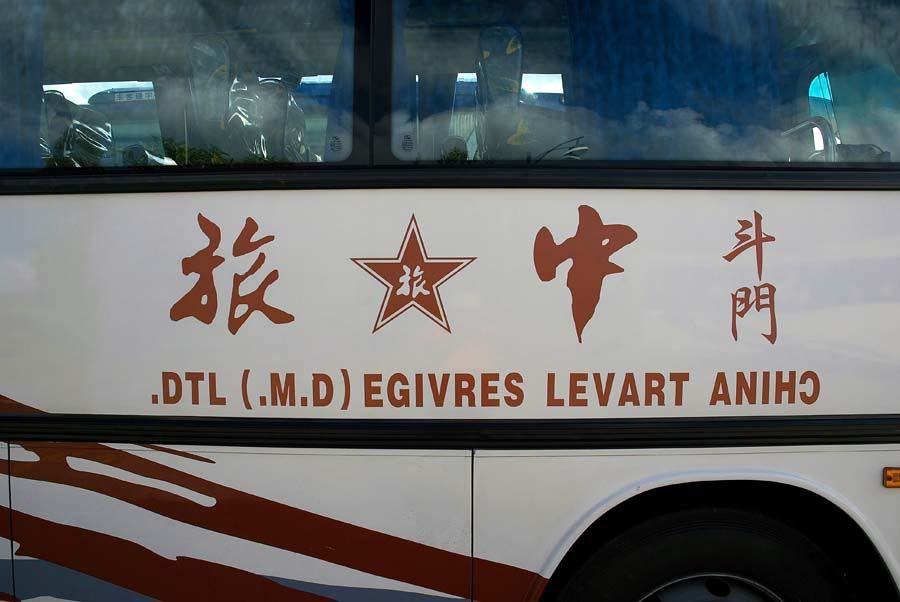 斗門 中 旅 旅
.DTL (.M.D) EGIVRES LEVART ANIHC